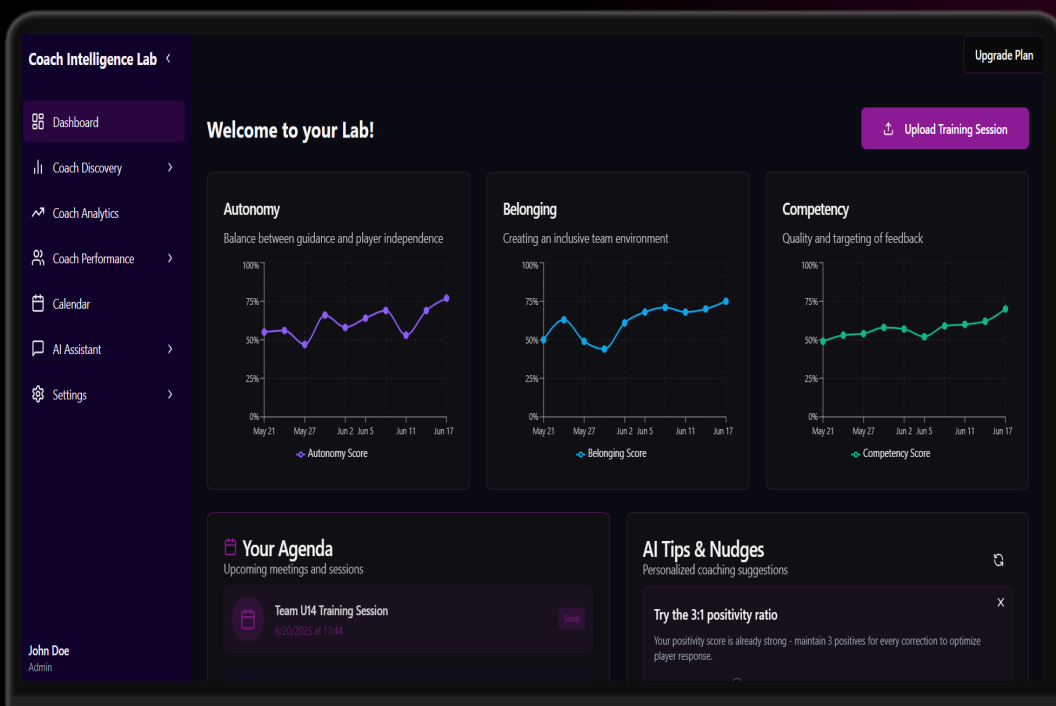 Coach Intelligence Lab
Upgrade Plan
Dashboard
Coach Discovery
Coach Analytics
Coach Performance
Calendar
AI Assistant
Settings
John Doe
Admin
Welcome to your Lab!
Upload Training Session
Autonomy
Balance between guidance and player independence
100%
75%
50%
25%
0%
May 21 May 27 Jun 2 Jun 5 Jun 11 Jun 17
Autonomy Score
Belonging
Creating an inclusive team environment
100%
75%
50%
25%
0%
May 21 May 27 Jun 2 Jun 5 Jun 11 Jun 17
Belonging Score
Competency
Quality and targeting of feedback
100%
75%
50%
25%
0%
May 21 May 27 Jun 2 Jun 5 Jun 11 Jun 17
Competency Score
Your Agenda
Upcoming meetings and sessions
Team U14 Training Session
6/20/2025 at 17:44
Soon
AI Tips & Nudges
Personalized coaching suggestions
Try the 3:1 positivity ratio
Your positivity score is already strong - maintain 3 positives for every correction to optimize
player response.